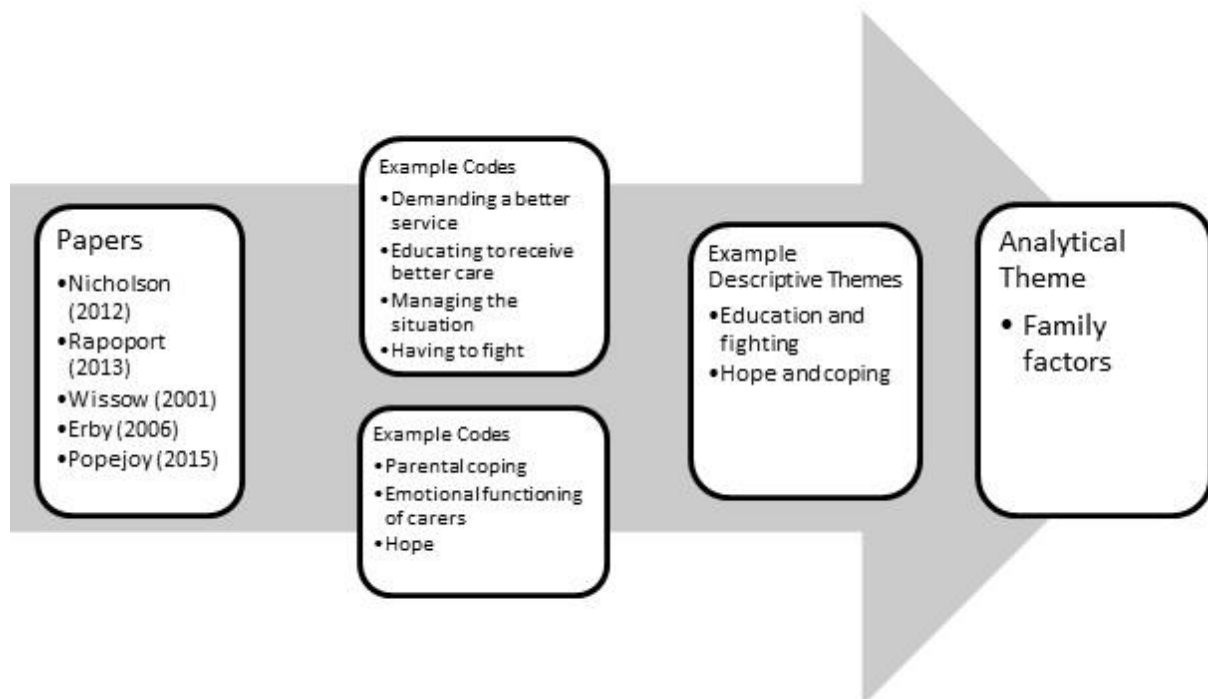 Papers
•Nicholson
(2012)
•Rapoport
(2013)
•Wissow (2001)
•Erby (2006)
•Popejoy (2015)
Example Codes
•Demanding a better
service
•Educating to receive
better care
•Managing the
situation
•Having to fight
Example Codes
•Parental coping
•Emotional functioning
of carers
•Hope
Example
Descriptive Themes
•Education and
fighting
•Hope and coping
Analytical
Theme
• Family
factors